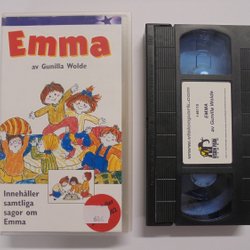 Emma
av Gunilla Wolde
Innehåller
samtliga
sagor om
Emma
EMMA
av Gunilla Wolde